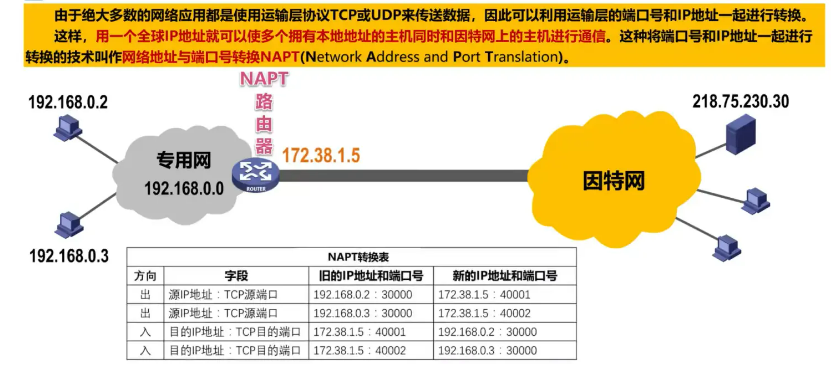 由于绝大多数的网络应用都是使用运输层协议TCP或UDP来传送数据，因此可以利用运输层的端口号和IP地址一起进行转换。
这样，用一个全球IP地址就可以使多个拥有本地地址的主机同时和因特网上的主机进行通信。这种将端口号和IP地址一起进行
转换的技术叫作网络地址与端口号转换NAPT(Network Address and Port Translation)。
NAPT
路
由
器
192.168.0.2
218.75.230.30
172.38.1.5
专用网
192.168.0.0
ROUTER
因特网
192.168.0.3
NAPT转换表
方向 字段 旧的IP地址和端口号 新的IP地址和端口号
出 源IP地址：TCP源端口 192.168.0.2：30000 172.38.1.5：40001
出 源IP地址：TCP源端口 192.168.0.3：30000 172.38.1.5：40002
入 目的IP地址：TCP目的端口 172.38.1.5：40001 192.168.0.2：30000
入 目的IP地址：TCP目的端口 172.38.1.5：40002 192.168.0.3：30000